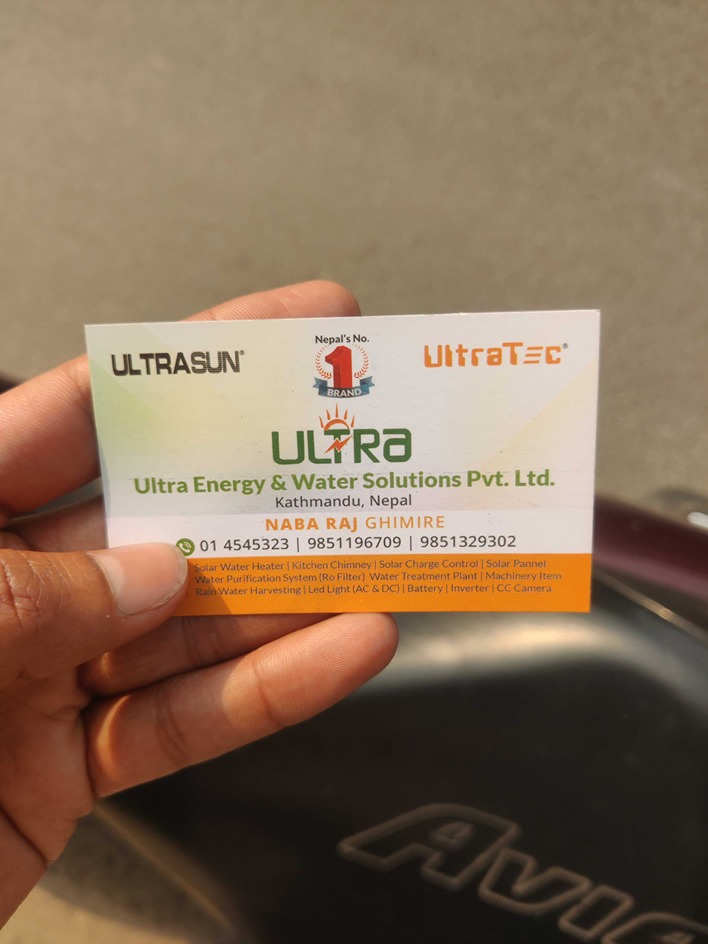 ULTRASUN®
Nepal's No.
1
BRAND
UltraTEC®
ULTRA
Ultra Energy & Water Solutions Pvt. Ltd.
Kathmandu, Nepal
NABA RAJ GHIMIRE
01 4545323 | 9851196709 | 9851329302
Solar Water Heater | Kitchen Chimney | Solar Charge Control | Solar Pannel
Water Purification System (Ro Filter) Water Treatment Plant | Machinery Item
Rain Water Harvesting | Led Light (AC & DC) | Battery | Inverter | CC Camera